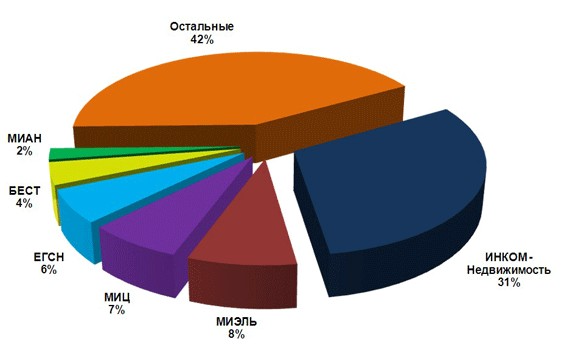 Остальные
42%
МИАН
2%
БЕСТ
4%
ЕГСН
6%
МИЦ
7%
МИЭЛЬ
8%
ИНКОМ -
Недвижимость
31%